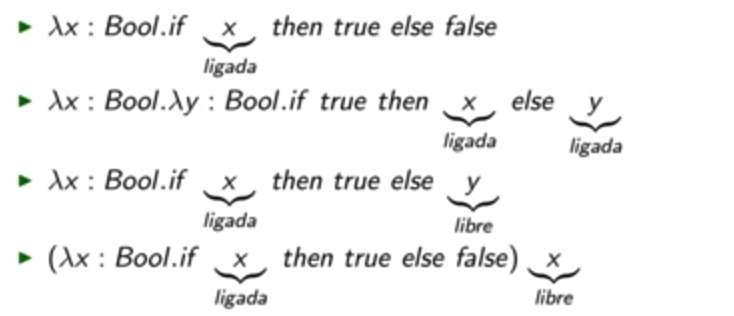 ▶ λx : Bool.if x then true else false
ligada
▶ λx : Bool.λy : Bool.if true then x else y
ligada ligada
▶ λx : Bool.if x then true else y
ligada libre
▶ (λx : Bool.if x then true else false) x
ligada libre